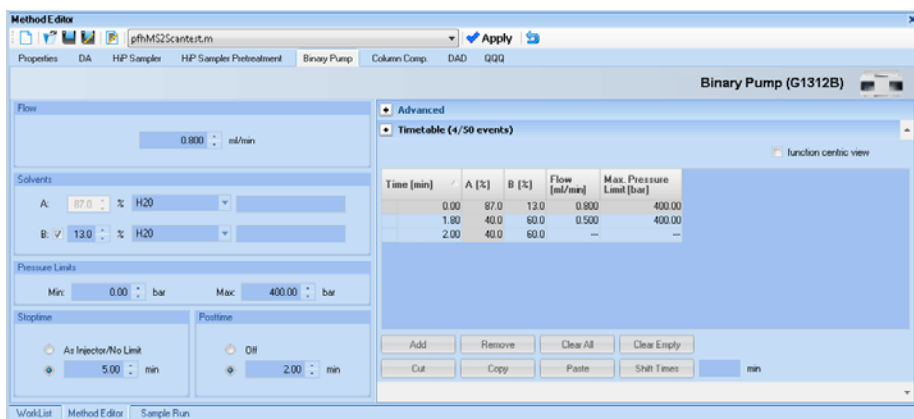 Method Editor
pfhMS2Scantest.m
Apply
Properties DA HiP Sampler HiP Sampler Pretreatment Binary Pump Column Comp. DAD QQQ
Binary Pump (G1312B)
Flow
0.800 ml/min
Solvents
A: 87.0 % H20
B: 13.0 % H20
Pressure Limits
Min: 0.00 bar Max: 400.00 bar
Stoptime
As Injector/No Limit
5.00 min
Posttime
Off
2.00 min
Advanced
Timetable (4/50 events)
function centric view
Time [min] A [%] B [%] Flow [ml/min] Max. Pressure Limit [bar]
0.00 87.0 13.0 0.800 400.00
1.80 40.0 60.0 0.500 400.00
2.00 40.0 60.0 --- ---
Add Remove Clear All Clear Empty
Cut Copy Paste Shift Times min
WorkList Method Editor Sample Run